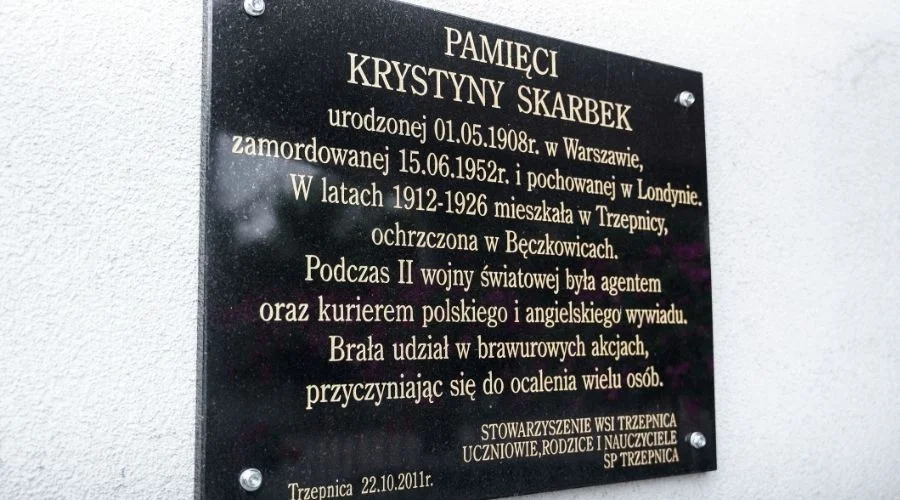 PAMIĘCI
KRYSTYNY SKARBEK
urodzonej 01.05.1908r. w Warszawie,
zamordowanej 15.06.1952r. i pochowanej w Londynie.
W latach 1912-1926 mieszkała w Trzepnicy,
ochrzczona w Bęczkowicach.
Podczas II wojny światowej była agentem
oraz kurierem polskiego i angielskiego wywiadu.
Brała udział w brawurowych akcjach,
przyczyniając się do ocalenia wielu osób.
STOWARZYSZENIE WSI TRZEPNICA
UCZNIOWIE,RODZICE I NAUCZYCIELE
SP TRZEPNICA
Trzepnica 22.10.2011r.